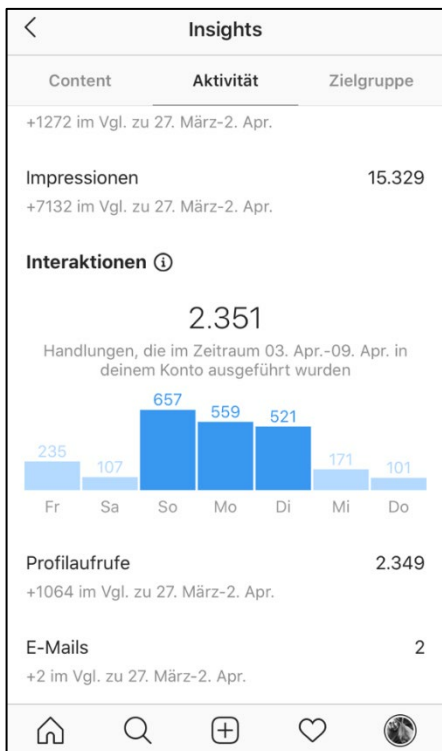 Insights
Content Aktivität Zielgruppe
+1272 im Vgl. zu 27. März-2. Apr.
Impressionen 15.329
+7132 im Vgl. zu 27. März-2. Apr.
Interaktionen
2.351
Handlungen, die im Zeitraum 03. Apr.-09. Apr. in
deinem Konto ausgeführt wurden
235 107 657 559 521 171 101
Fr Sa So Mo Di Mi Do
Profilaufrufe 2.349
+1064 im Vgl. zu 27. März-2. Apr.
E-Mails 2
+2 im Vgl. zu 27. März-2. Apr.